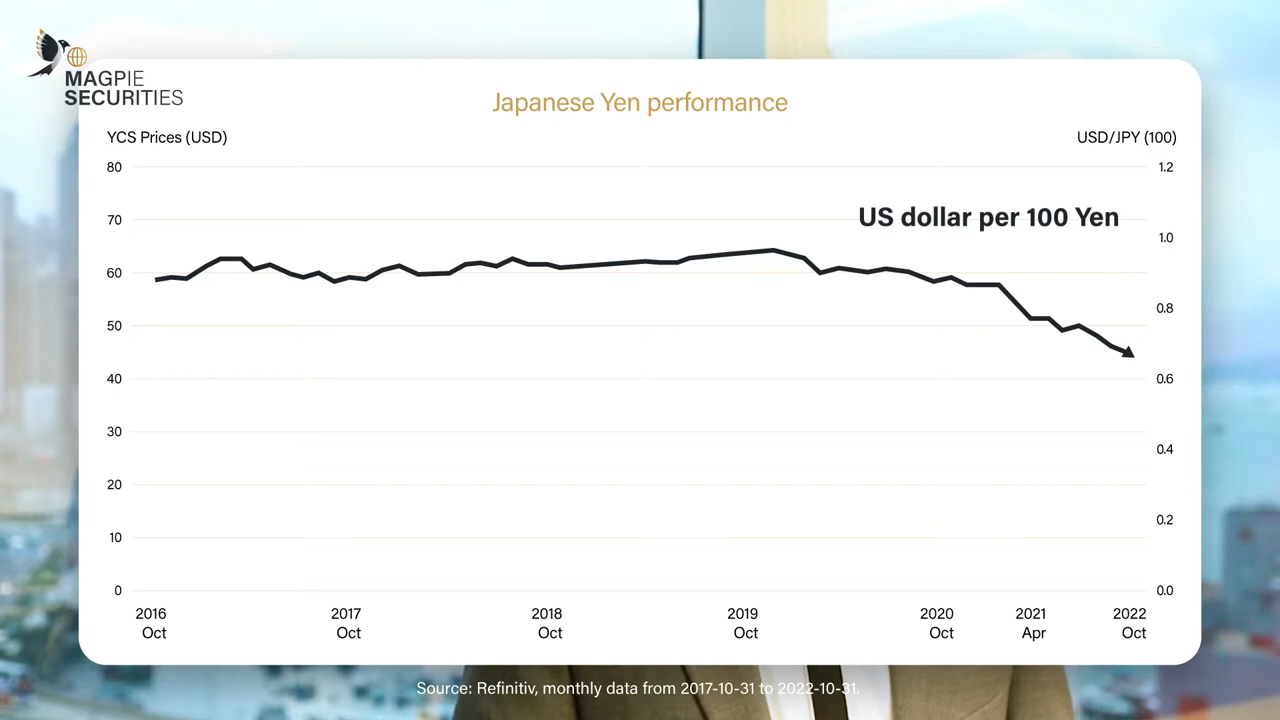 MAGPIE
SECURITIES
Japanese Yen performance
YCS Prices (USD)
USD/JPY (100)
80
1.2
US dollar per 100 Yen
70
1.0
60
0.8
50
40
0.6
30
0.4
20
0.2
10
0
0.0
2016
Oct
2017
Oct
2018
Oct
2019
Oct
2020
Oct
2021
Apr
2022
Oct
Source: Refinitiv, monthly data from 2017-10-31 to 2022-10-31.